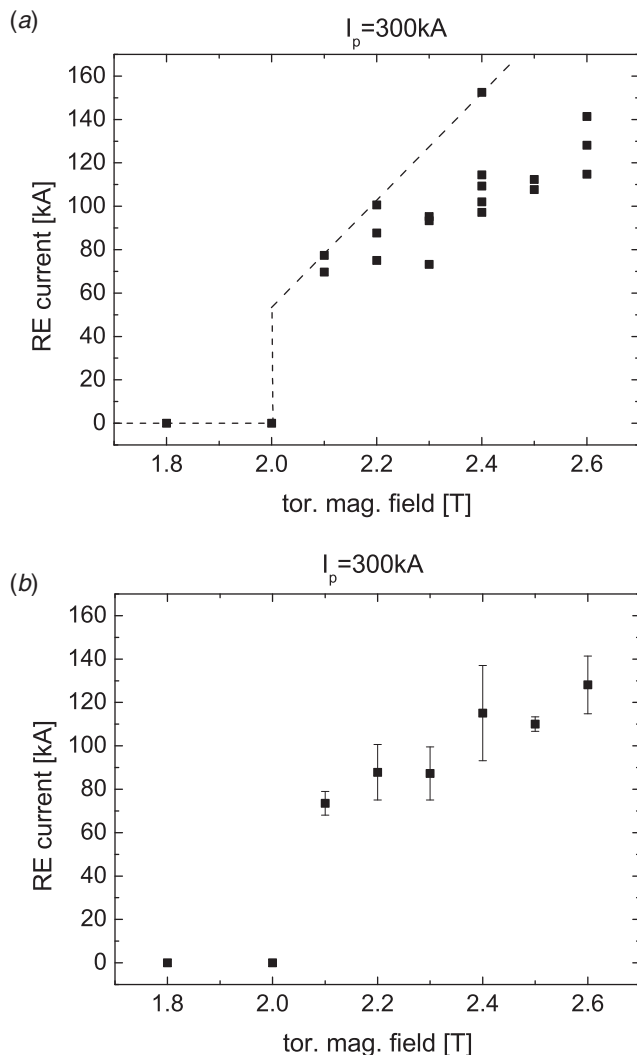 (a)
I_p=300kA
160
140
120
100
80
60
40
20
0
RE current [kA]
1.8 2.0 2.2 2.4 2.6
tor. mag. field [T]
(b)
I_p=300kA
160
140
120
100
80
60
40
20
0
RE current [kA]
1.8 2.0 2.2 2.4 2.6
tor. mag. field [T]